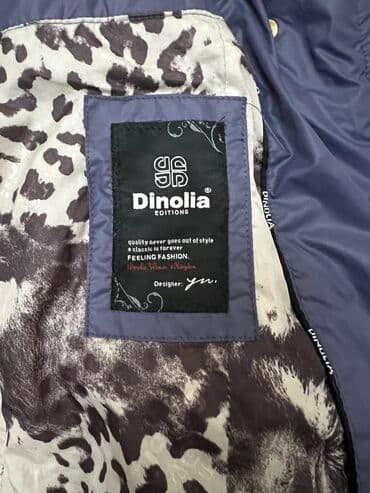 Dinolia®
EDITIONS
quality never goes out of style
a classic is forever
FEELING FASHION.
Designer:
DINOLIA
DINOLIA